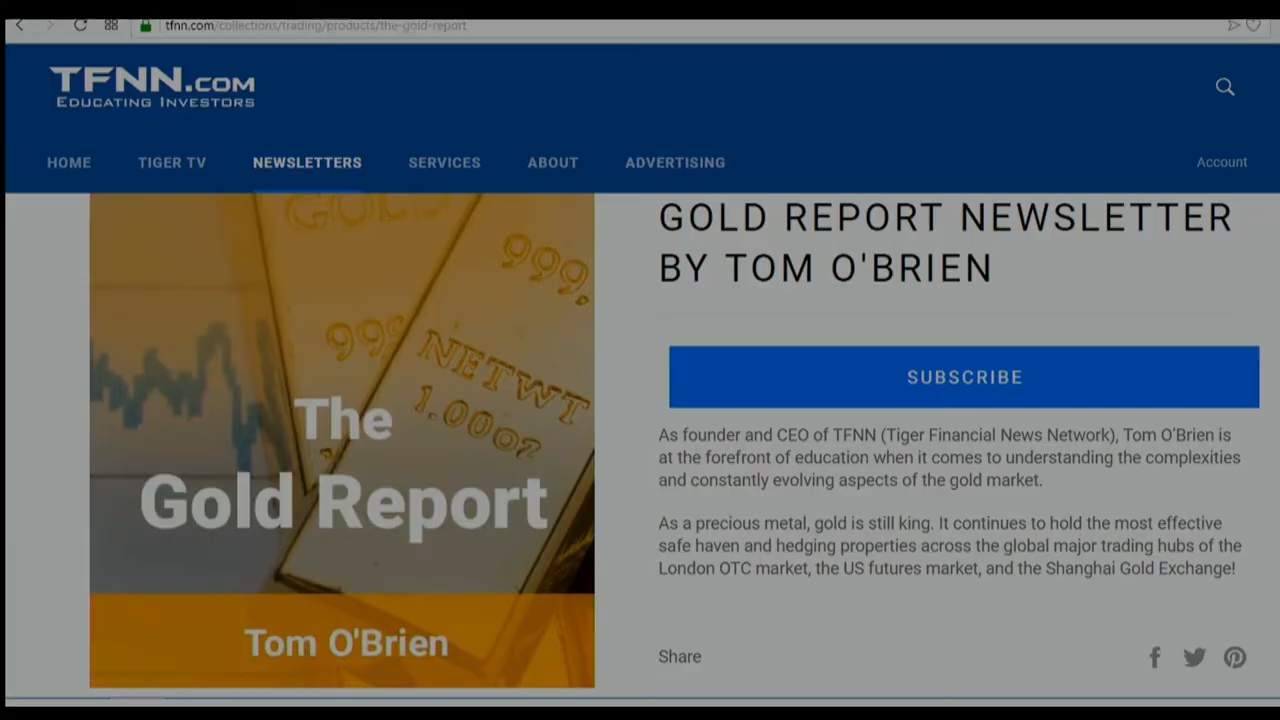 tfnn.com/collections/trading/products/the-gold-report
TFNN.COM
EDUCATING INVESTORS
HOME
TIGER TV
NEWSLETTERS
SERVICES
ABOUT
ADVERTISING
Account
GOLD
999.
999
NETWT
1.00oz
The
Gold Report
Tom O'Brien
GOLD REPORT NEWSLETTER
BY TOM O'BRIEN
SUBSCRIBE
As founder and CEO of TFNN (Tiger Financial News Network), Tom O'Brien is
at the forefront of education when it comes to understanding the complexities
and constantly evolving aspects of the gold market.
As a precious metal, gold is still king. It continues to hold the most effective
safe haven and hedging properties across the global major trading hubs of the
London OTC market, the US futures market, and the Shanghai Gold Exchange!
Share